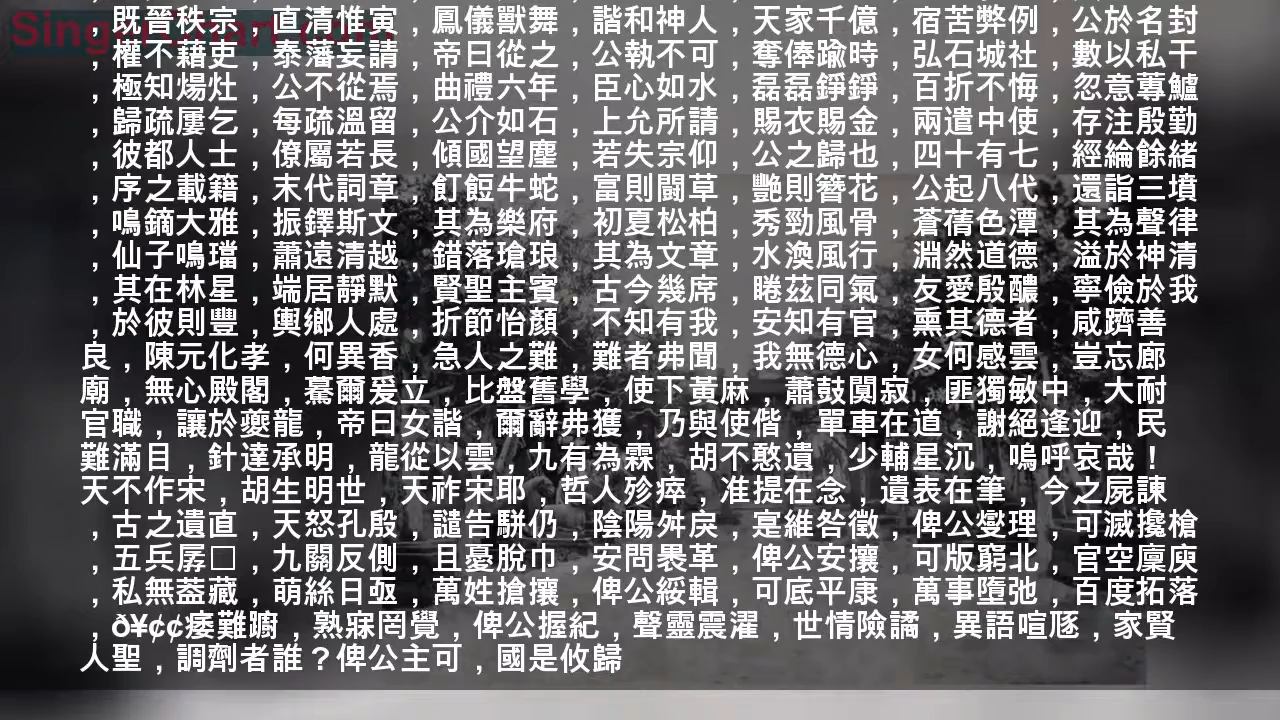 ，既晉秩宗，直清惟寅，鳳儀獸舞，諧和神人，天家千億，宿苦弊例，公於名封
，權不藉吏，泰藩妄請，帝曰從之，公執不可，奪俸踰時，弘石城社，數以私干
，極知煬灶，公不從焉，曲禮六年，臣心如水，磊磊錚錚，百折不悔，忽意蓴鱸
，歸疏屢乞，每疏溫留，公介如石，上允所請，賜衣賜金，兩遣中使，存注殷勤
，彼都人士，僚屬若長，傾國望塵，若失宗仰，公之歸也，四十有七，經綸餘緒
，序之載籍，末代詞章，飣餖牛蛇，富則鬬草，艷則簪花，公起八代，還詣三墳
，鳴鏑大雅，振鐸斯文，其為樂府，初夏松柏，秀勁風骨，蒼蒨色潭，其為聲律
，仙子鳴璫，蕭遠清越，錯落瑲琅，其為文章，水渙風行，淵然道德，溢於神清
，其在林星，端居靜默，賢聖主賓，古今幾席，睠茲同氣，友愛殷醲，寧儉於我
，於彼則豐，輿鄉人處，折節怡顏，不知有我，安知有官，熏其德者，咸躋善
良，陳元化孝，何異香，急人之難，難者弗聞，我無德心，女何感雲，豈忘廊
廟，無心殿閣，驀爾爰立，比盤舊學，使下黃麻，蕭鼓闃寂，匪獨敏中，大耐
官職，讓於夔龍，帝曰女諧，爾辭弗獲，乃與使偕，單車在道，謝絕逢迎，民
難滿目，針達承明，龍從以雲，九有為霖，胡不憗遺，少輔星沉，嗚呼哀哉！
天不作宋，胡生明世，天祚宋耶，哲人殄瘁，准提在念，遺表在筆，今之屍諫
，古之遺直，天怒孔殷，譴告駢仍，陰陽舛戾，寔維咎徵，俾公燮理，可滅攙槍
，五兵孱□，九關反側，且憂脫巾，安問褁革，俾公安攘，可版窮北，官空廩庾
，私無蓋藏，萌絲日亟，萬姓搶攘，俾公綏輯，可底平康，萬事墮弛，百度拓落
，ð¥¢¢痿難躝，熟寐罔覺，俾公握紀，聲靈震濯，世情險譎，異語喧豗，家賢
人聖，調劑者誰？俾公主可，國是攸歸